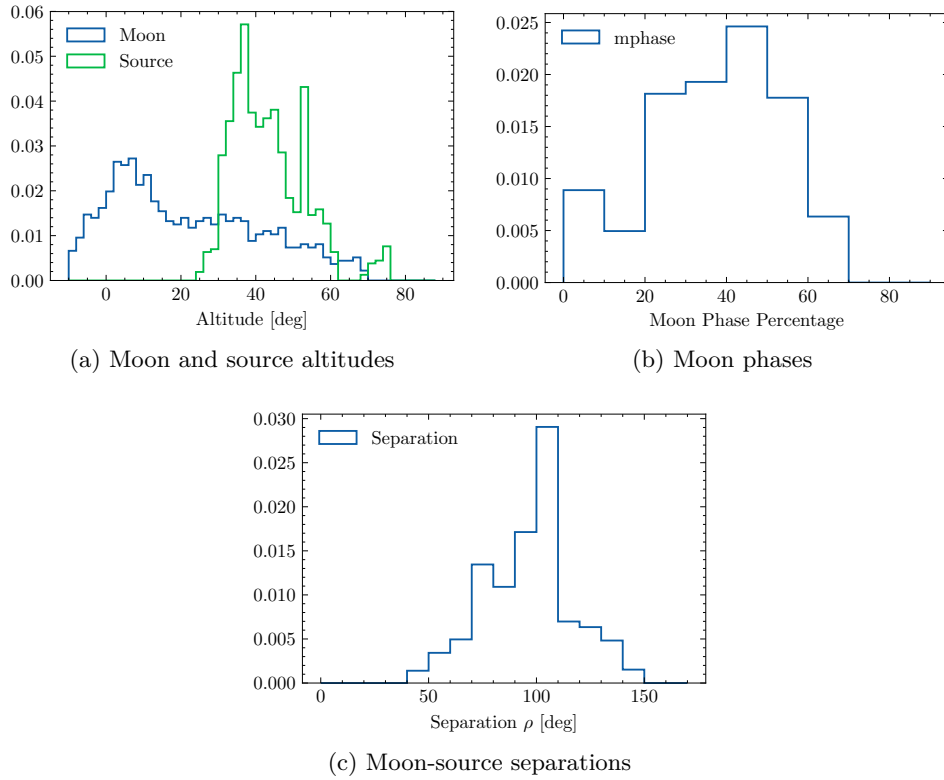 0.06
0.05
0.04
0.03
0.02
0.01
0.00
Moon
Source
0 20 40 60 80
Altitude [deg]
(a) Moon and source altitudes
0.025
0.020
0.015
0.010
0.005
0.000
mphase
0 20 40 60 80
Moon Phase Percentage
(b) Moon phases
0.030
0.025
0.020
0.015
0.010
0.005
0.000
Separation
0 50 100 150
Separation ρ [deg]
(c) Moon-source separations